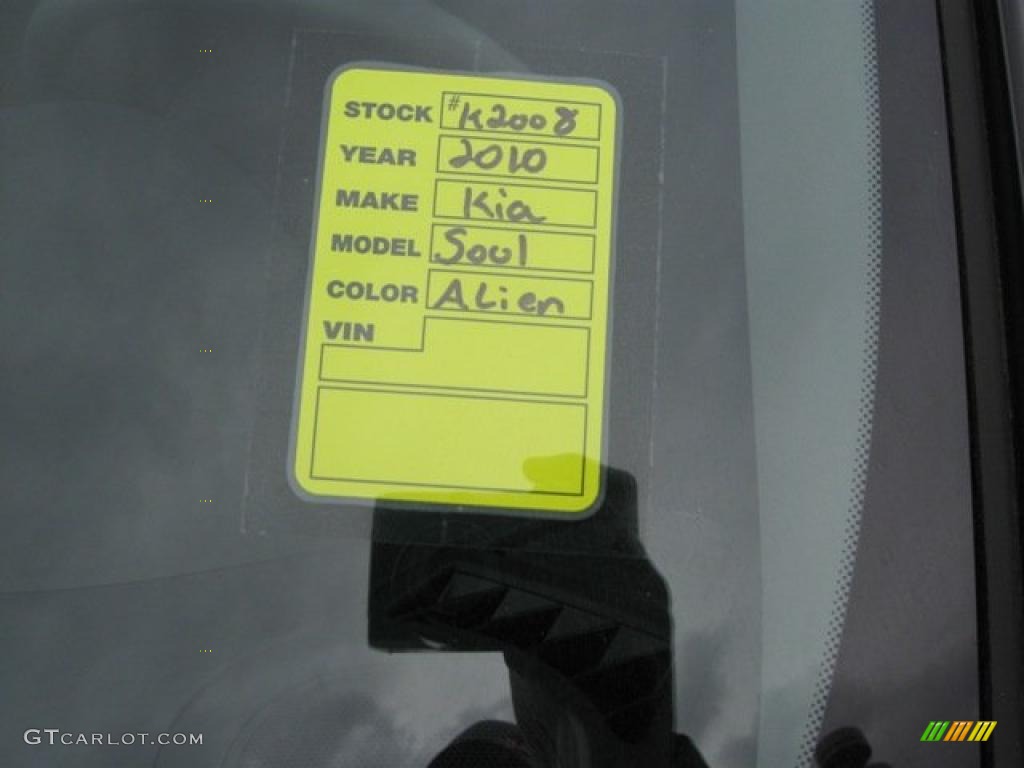 STOCK #K2008
YEAR 2010
MAKE Kia
MODEL Soul
COLOR Alien
VIN
GTCARLOT.COM